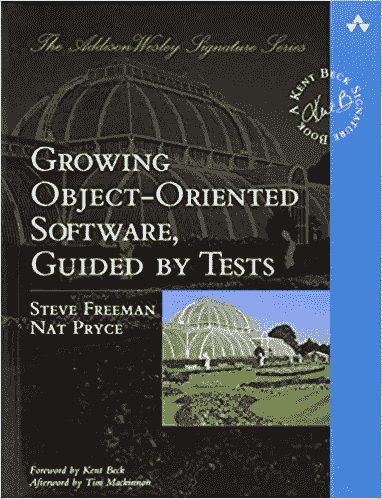 The Addison Wesley Signature Series
A KENT BECK
SIGNATURE BOOK
GROWING
OBJECT-ORIENTED
SOFTWARE,
GUIDED BY TESTS
STEVE FREEMAN
NAT PRYCE
Foreword by Kent Beck
Afterword by Tim Mackinnon